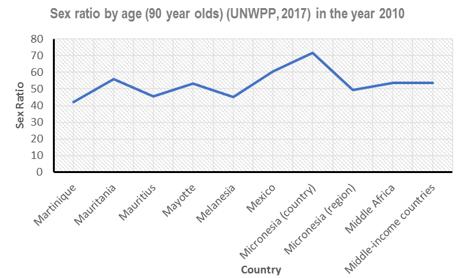 Sex ratio by age (90 year olds) (UNWPP, 2017) in the year 2010
80
70
60
50
40
30
20
10
0
Sex Ratio
Martinique
Mauritania
Mauritius
Mayotte
Melanesia
Mexico
Micronesia (country)
Micronesia (region)
Middle Africa
Middle-income countries
Country